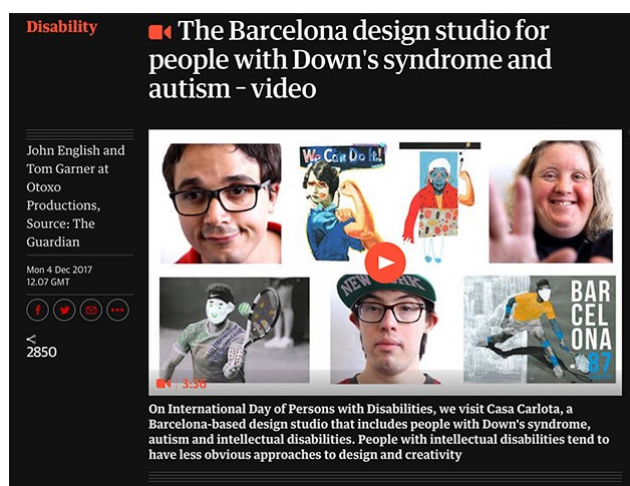 Disability
The Barcelona design studio for
people with Down's syndrome and
autism – video
John English and
Tom Garner at
Otoxo
Productions,
Source: The
Guardian
Mon 4 Dec 2017
12.07 GMT
2850
We Can Do It!
NEW YORK
BAR
CEL
ONA
87
3:36
On International Day of Persons with Disabilities, we visit Casa Carlota, a
Barcelona-based design studio that includes people with Down's syndrome,
autism and intellectual disabilities. People with intellectual disabilities tend to
have less obvious approaches to design and creativity